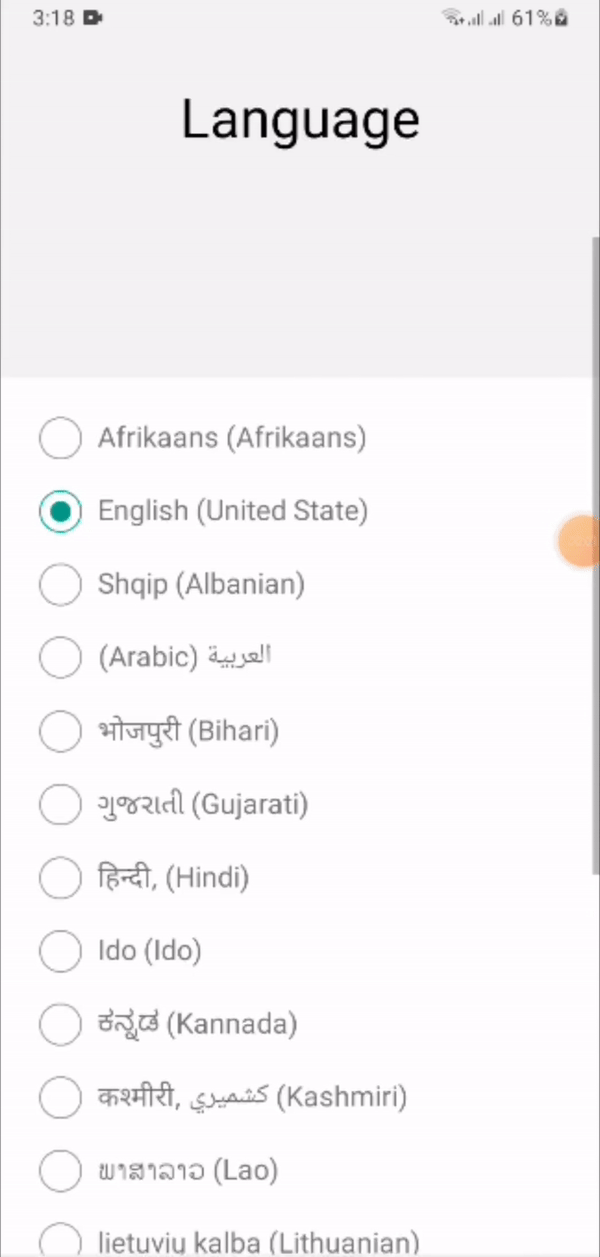 3:18 61%
Language
Afrikaans (Afrikaans)
English (United State)
Shqip (Albanian)
(Arabic) العربية
भोजपुरी (Bihari)
ગુજરાતી (Gujarati)
हिन्दी, (Hindi)
Ido (Ido)
ಕನ್ನಡ (Kannada)
कश्मीरी, كشميري (Kashmiri)
ພາສາລາວ (Lao)
lietuvių kalba (Lithuanian)